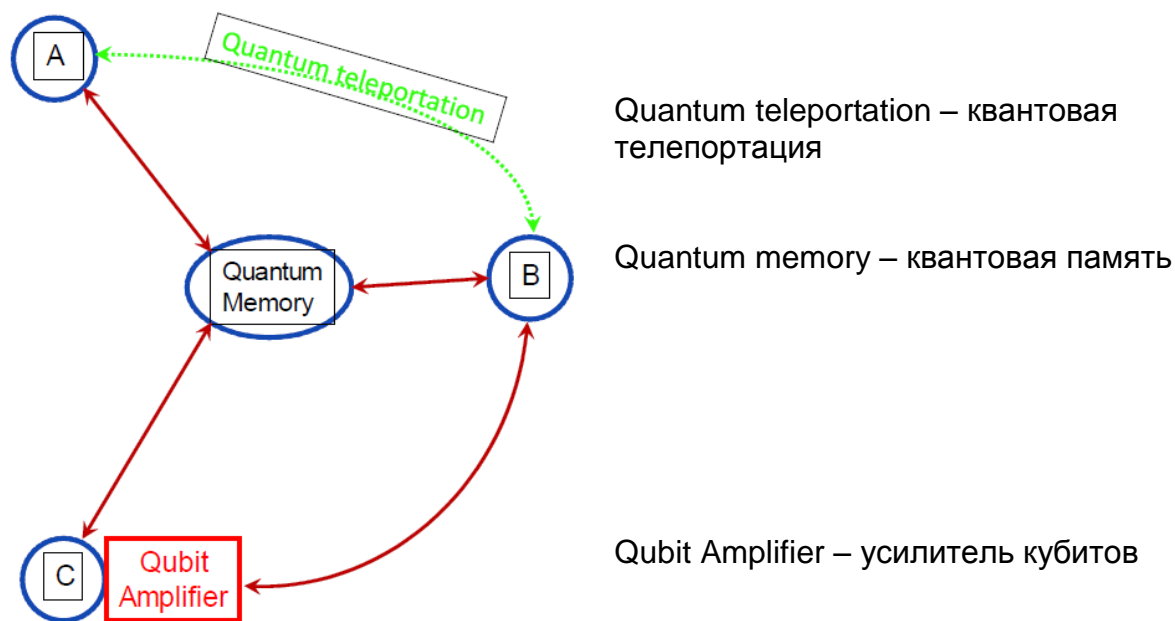 A
Quantum teleportation
Quantum teleportation – квантовая
телепортация
Quantum
Memory
B
Quantum memory – квантовая память
C
Qubit
Amplifier
Qubit Amplifier – усилитель кубитов